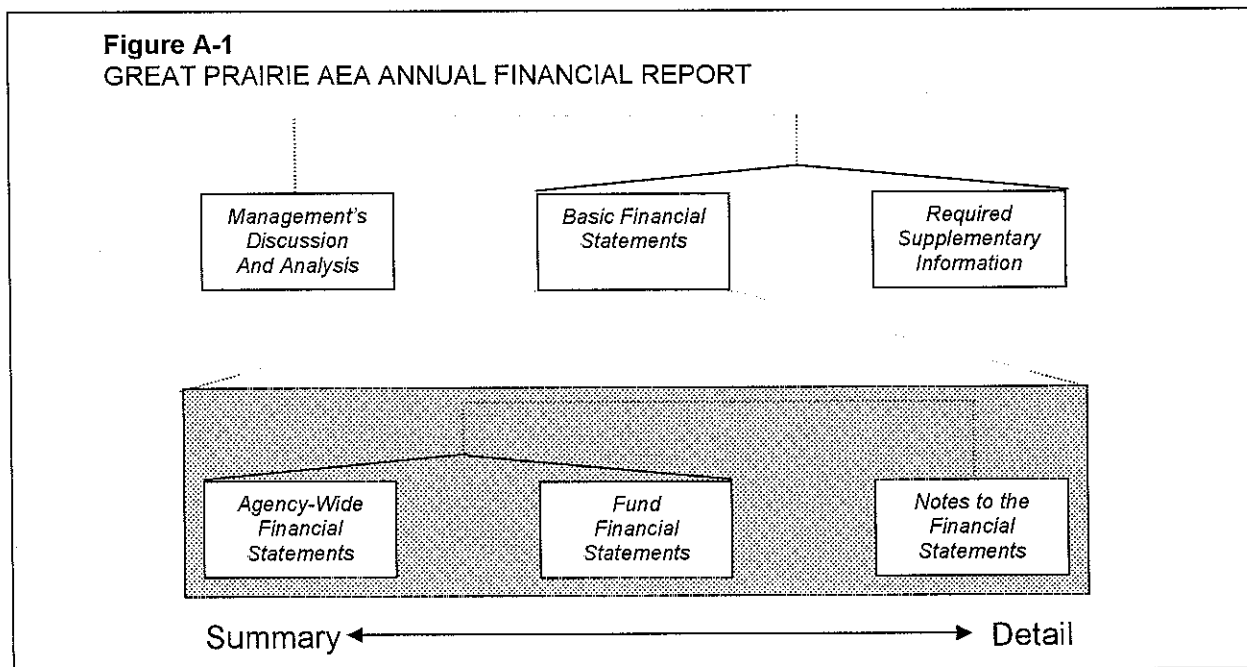 Figure A-1
GREAT PRAIRIE AEA ANNUAL FINANCIAL REPORT
Management's
Discussion
And Analysis
Basic Financial
Statements
Required
Supplementary
Information
Agency-Wide
Financial
Statements
Fund
Financial
Statements
Notes to the
Financial
Statements
Summary
Detail